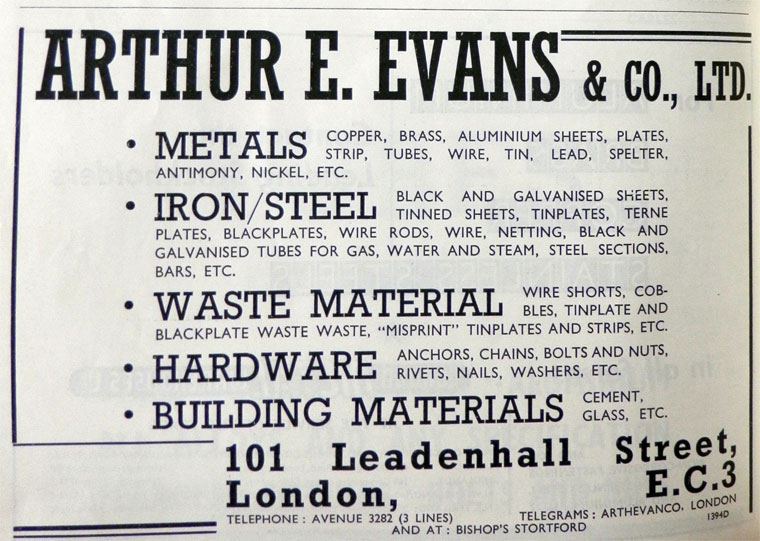 ARTHUR E. EVANS & CO., LTD.
• METALS COPPER, BRASS, ALUMINIUM SHEETS, PLATES,
STRIP, TUBES, WIRE, TIN, LEAD, SPELTER,
ANTIMONY, NICKEL, ETC.
• IRON/STEEL BLACK AND GALVANISED SHEETS,
TINNED SHEETS, TINPLATES, TERNE
PLATES, BLACKPLATES, WIRE RODS, WIRE, NETTING, BLACK AND
GALVANISED TUBES FOR GAS, WATER AND STEAM, STEEL SECTIONS,
BARS, ETC.
• WASTE MATERIAL WIRE SHORTS, COB-
BLES, TINPLATE AND
BLACKPLATE WASTE WASTE, "MISPRINT" TINPLATES AND STRIPS, ETC.
• HARDWARE ANCHORS, CHAINS, BOLTS AND NUTS,
RIVETS, NAILS, WASHERS, ETC.
• BUILDING MATERIALS CEMENT,
GLASS, ETC.
101 Leadenhall Street,
London, E.C.3
TELEPHONE : AVENUE 3282 (3 LINES) TELEGRAMS : ARTHEVANCO, LONDON
AND AT : BISHOP'S STORTFORD
1394D